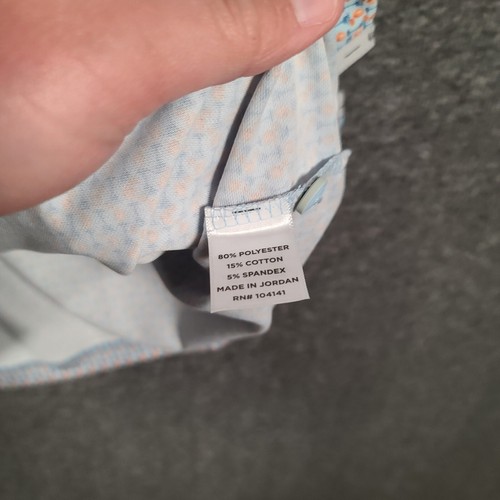 80% POLYESTER
15% COTTON
5% SPANDEX
MADE IN JORDAN
RN# 104141